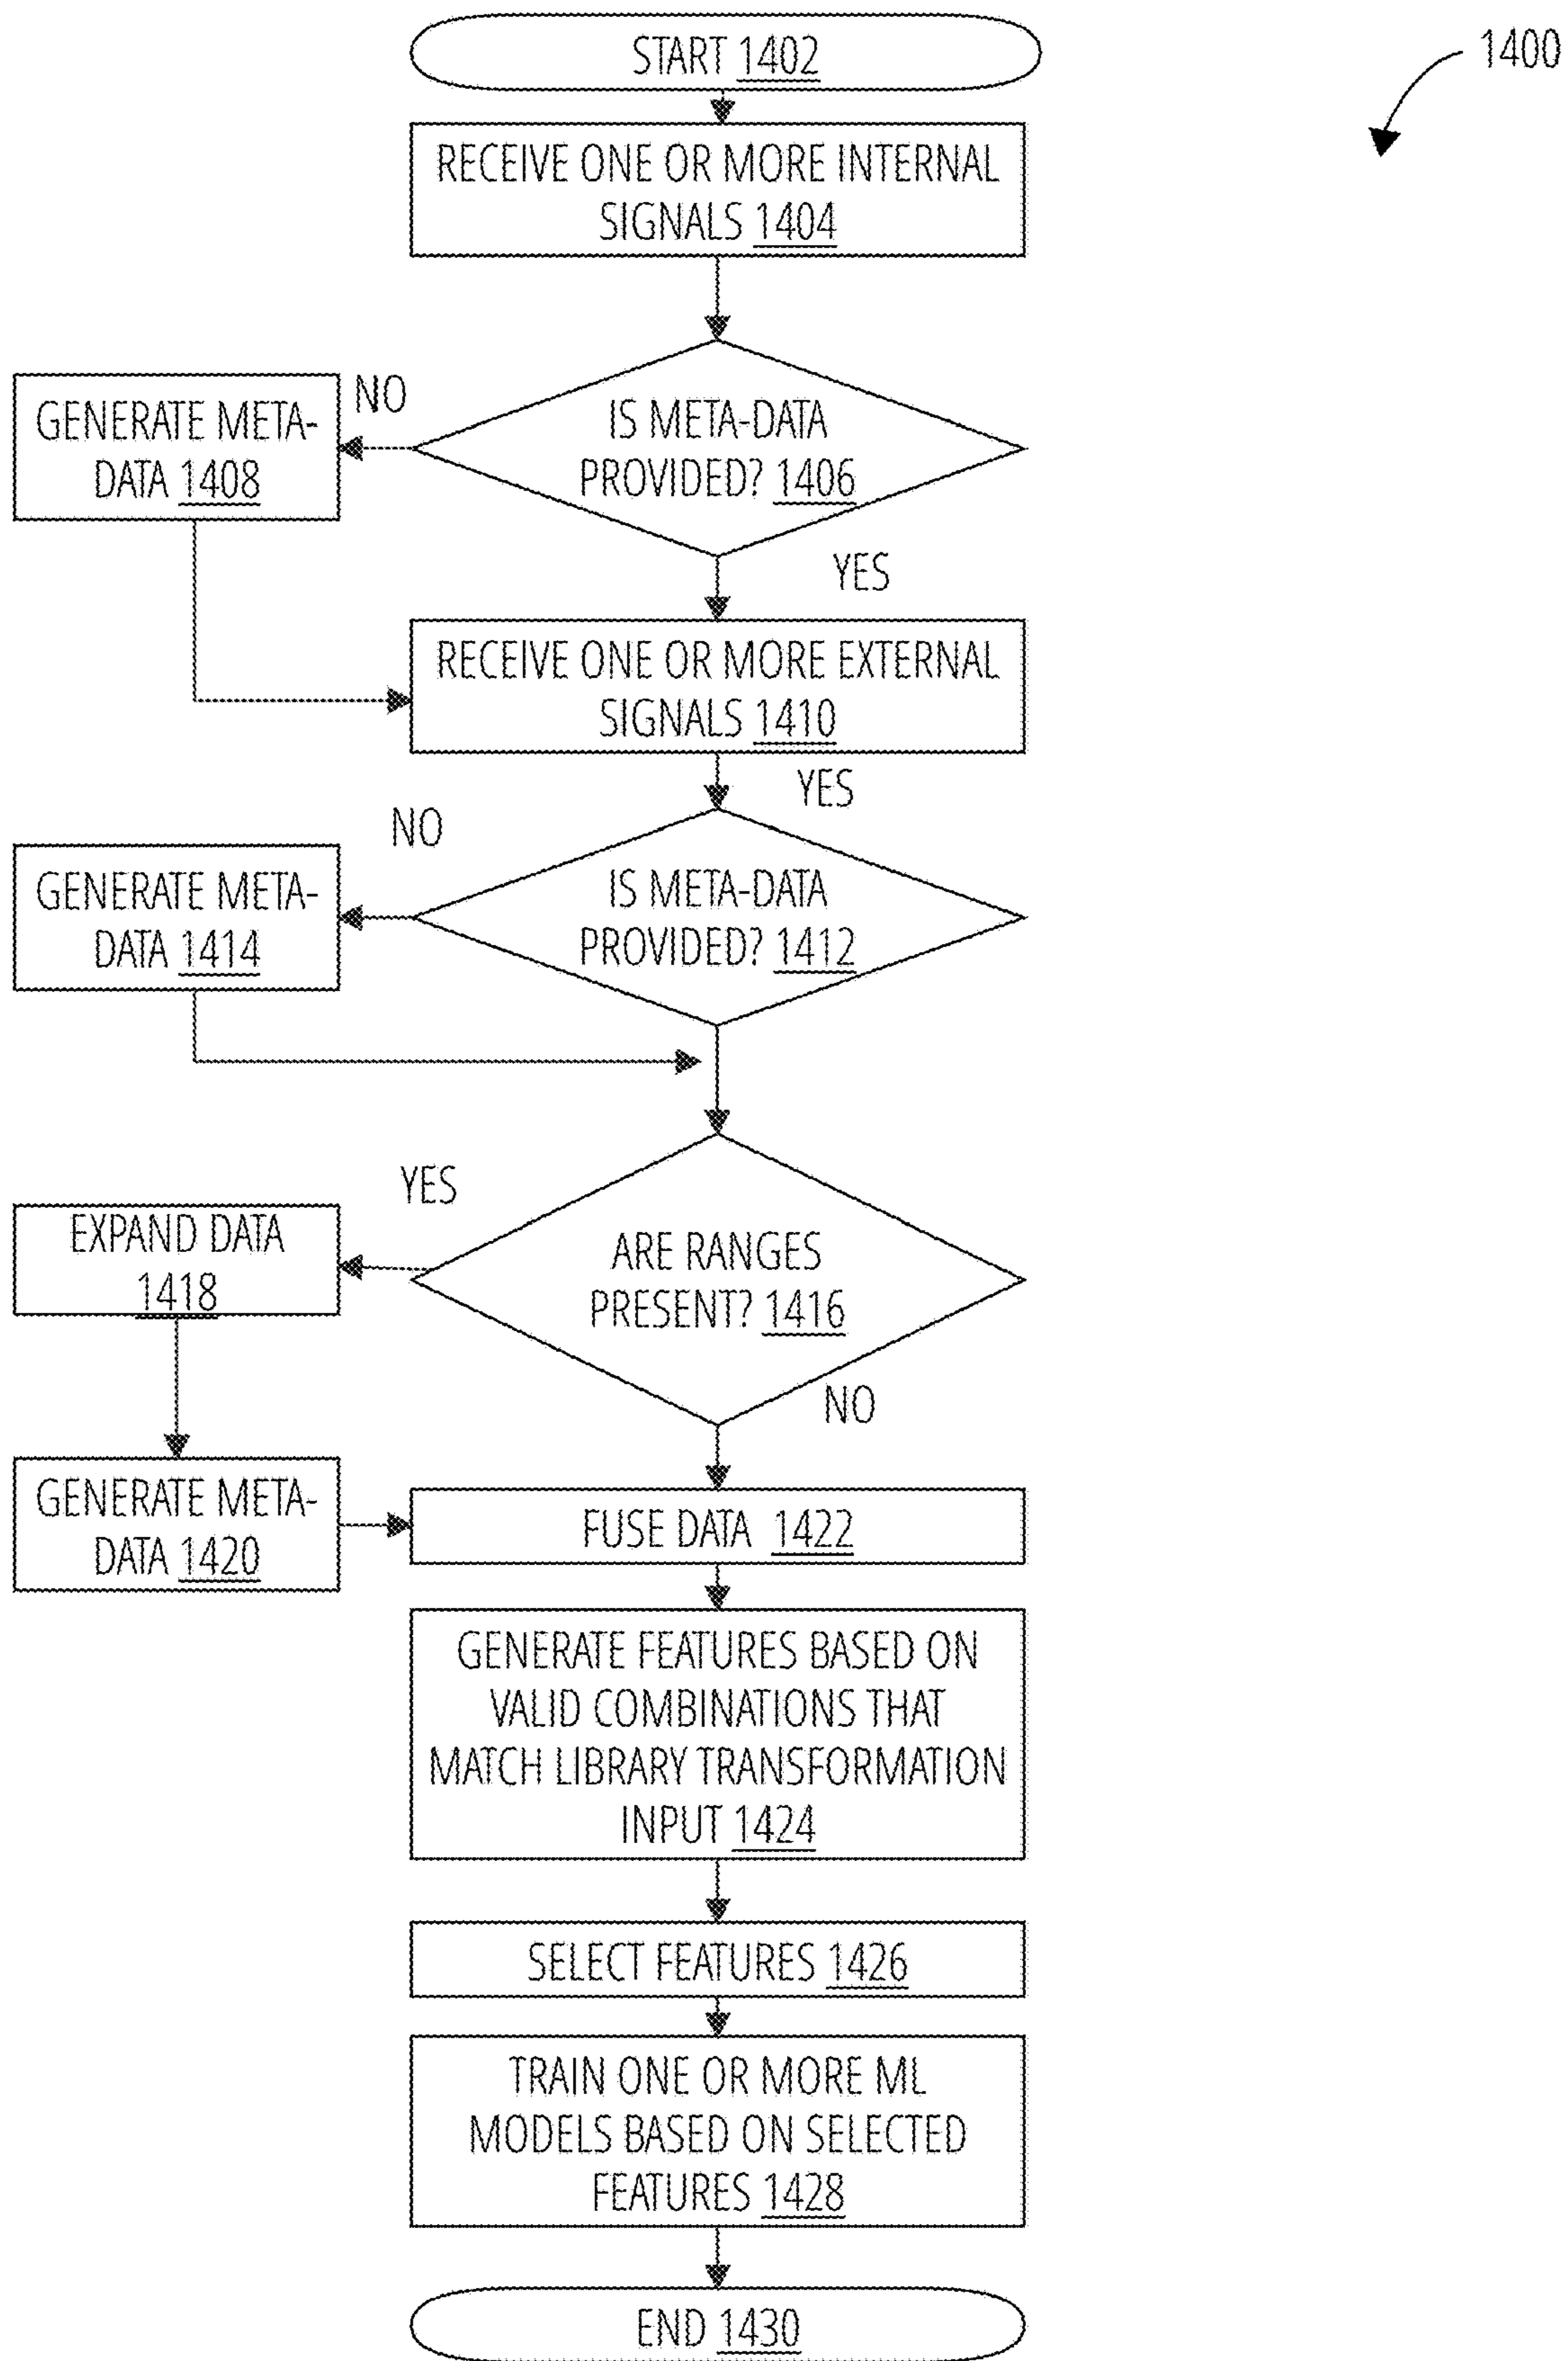 START 1402
1400
RECEIVE ONE OR MORE INTERNAL
SIGNALS 1404
NO
GENERATE META-
DATA 1408
IS META-DATA
PROVIDED? 1406
YES
RECEIVE ONE OR MORE EXTERNAL
SIGNALS 1410
YES
NO
GENERATE META-
DATA 1414
IS META-DATA
PROVIDED? 1412
YES
EXPAND DATA
1418
ARE RANGES
PRESENT? 1416
NO
GENERATE META-
DATA 1420
FUSE DATA 1422
GENERATE FEATURES BASED ON
VALID COMBINATIONS THAT
MATCH LIBRARY TRANSFORMATION
INPUT 1424
SELECT FEATURES 1426
TRAIN ONE OR MORE ML
MODELS BASED ON SELECTED
FEATURES 1428
END 1430